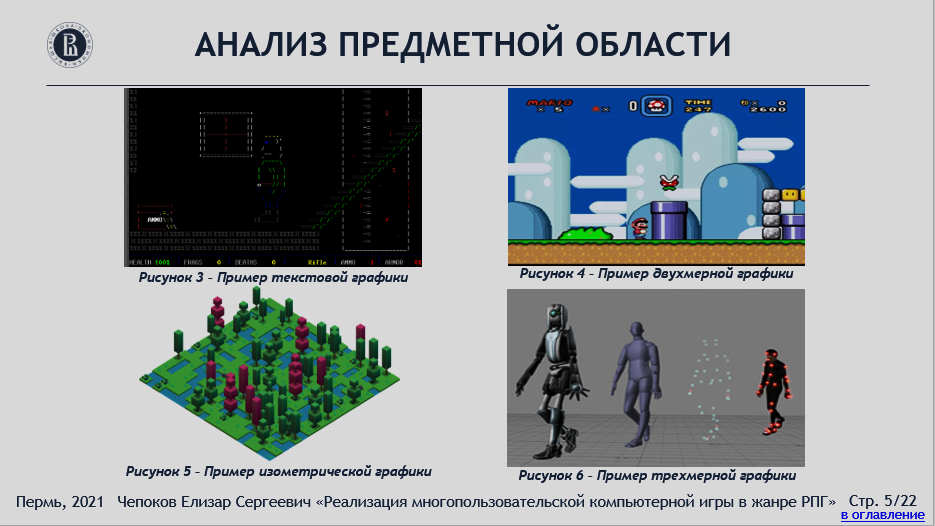 АНАЛИЗ ПРЕДМЕТНОЙ ОБЛАСТИ
AMMO
HEALTH 100% FRAGS 0 DEATHS 0 Rifle AMMO 1 ARMOR
Рисунок 3 – Пример текстовой графики
MARIO TIME
× 5 × 0 247 × 0
2600
Рисунок 4 – Пример двухмерной графики
Рисунок 5 – Пример изометрической графики
Рисунок 6 – Пример трехмерной графики
Пермь, 2021 Чепоков Елизар Сергеевич «Реализация многопользовательской компьютерной игры в жанре РПГ» Стр. 5/22
в оглавление